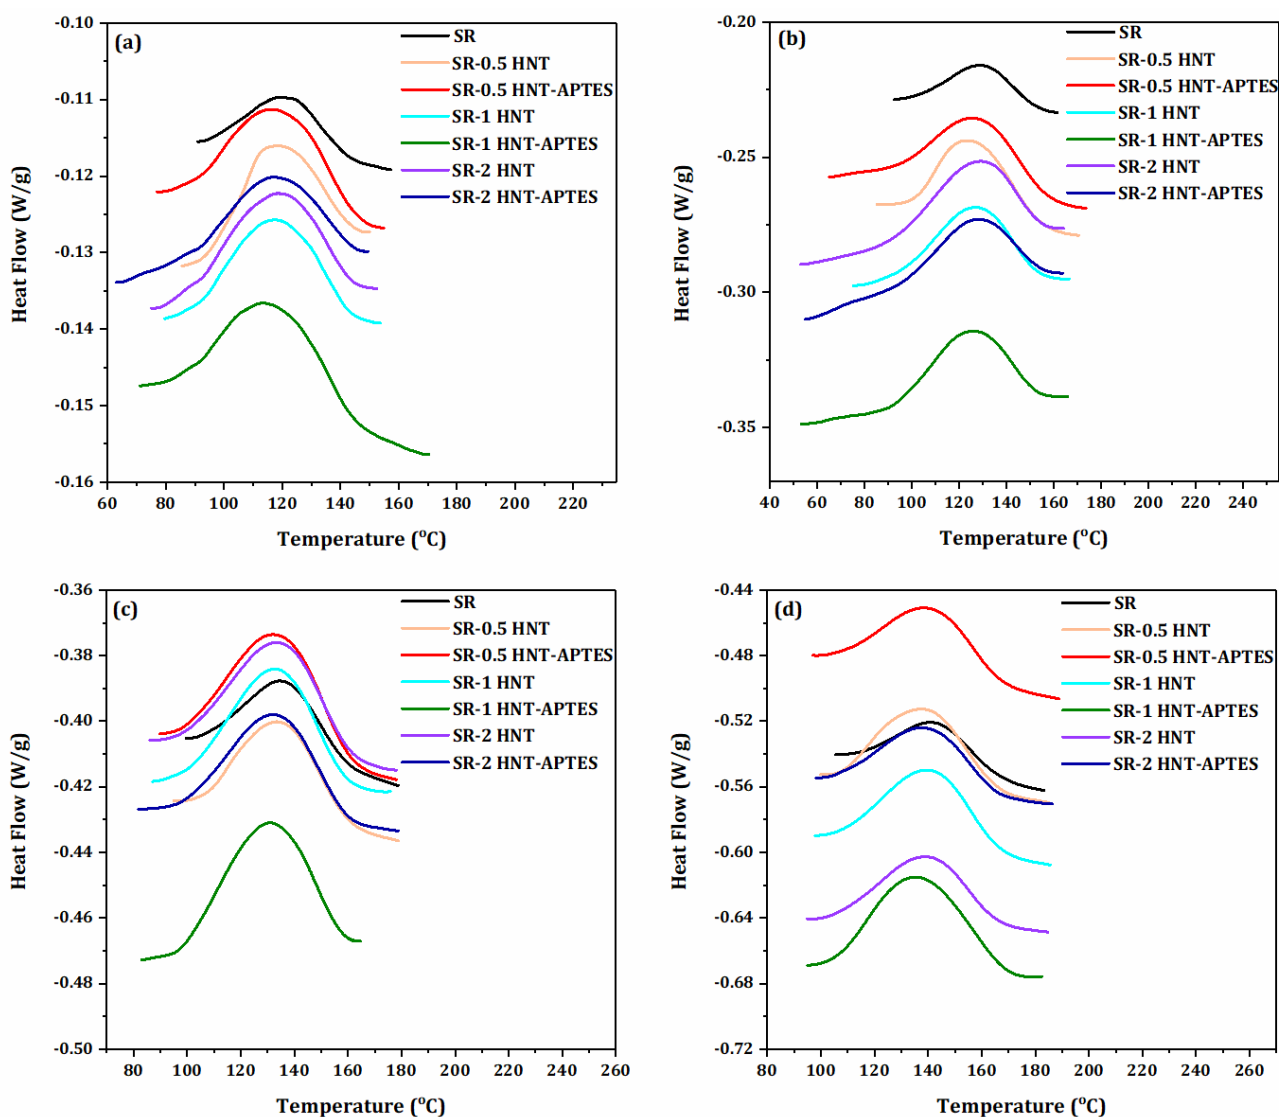 (a)
SR
SR-0.5 HNT
SR-0.5 HNT-APTES
SR-1 HNT
SR-1 HNT-APTES
SR-2 HNT
SR-2 HNT-APTES
-0.10
-0.11
-0.12
-0.13
-0.14
-0.15
-0.16
Heat Flow (W/g)
60 80 100 120 140 160 180 200 220
Temperature (°C)
(b)
SR
SR-0.5 HNT
SR-0.5 HNT-APTES
SR-1 HNT
SR-1 HNT-APTES
SR-2 HNT
SR-2 HNT-APTES
-0.20
-0.25
-0.30
-0.35
Heat Flow (W/g)
40 60 80 100 120 140 160 180 200 220 240
Temperature (°C)
(c)
SR
SR-0.5 HNT
SR-0.5 HNT-APTES
SR-1 HNT
SR-1 HNT-APTES
SR-2 HNT
SR-2 HNT-APTES
-0.36
-0.38
-0.40
-0.42
-0.44
-0.46
-0.48
-0.50
Heat Flow (W/g)
80 100 120 140 160 180 200 220 240 260
Temperature (°C)
(d)
SR
SR-0.5 HNT
SR-0.5 HNT-APTES
SR-1 HNT
SR-1 HNT-APTES
SR-2 HNT
SR-2 HNT-APTES
-0.44
-0.48
-0.52
-0.56
-0.60
-0.64
-0.68
-0.72
Heat Flow (W/g)
80 100 120 140 160 180 200 220 240 260
Temperature (°C)